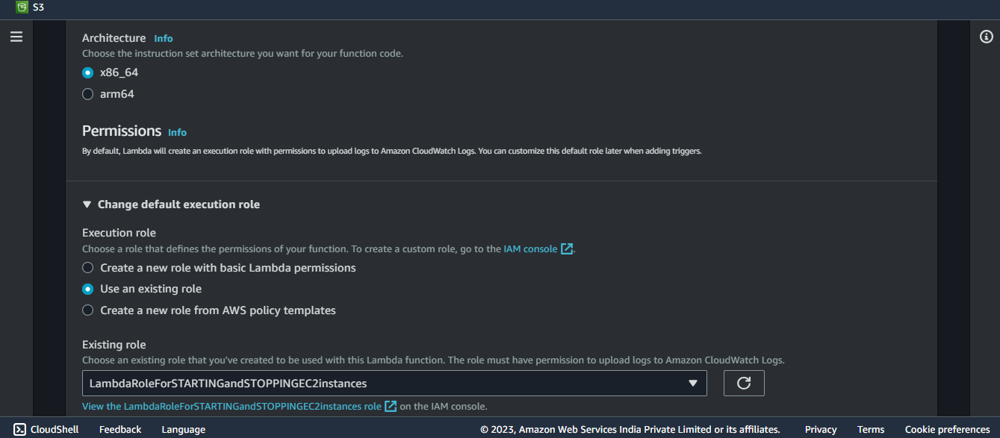 S3
Architecture Info
Choose the instruction set architecture you want for your function code.
x86_64
arm64
Permissions Info
By default, Lambda will create an execution role with permissions to upload logs to Amazon CloudWatch Logs. You can customize this default role later when adding triggers.
Change default execution role
Execution role
Choose a role that defines the permissions of your function. To create a custom role, go to the IAM console.
Create a new role with basic Lambda permissions
Use an existing role
Create a new role from AWS policy templates
Existing role
Choose an existing role that you've created to be used with this Lambda function. The role must have permission to upload logs to Amazon CloudWatch Logs.
LambdaRoleForSTARTINGandSTOPPINGEC2instances
View the LambdaRoleForSTARTINGandSTOPPINGEC2instances role on the IAM console.
CloudShell Feedback Language © 2023, Amazon Web Services India Private Limited or its affiliates. Privacy Terms Cookie preferences